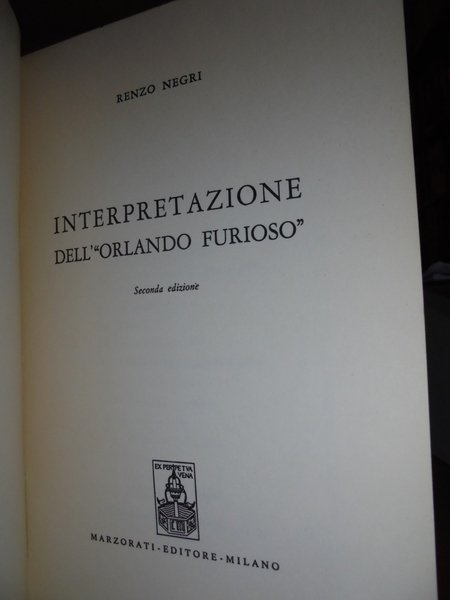 RENZO NEGRI
INTERPRETAZIONE
DELL'“ORLANDO FURIOSO”
Seconda edizione
EX PERPETVA
VENA
MARZORATI-EDITORE-MILANO